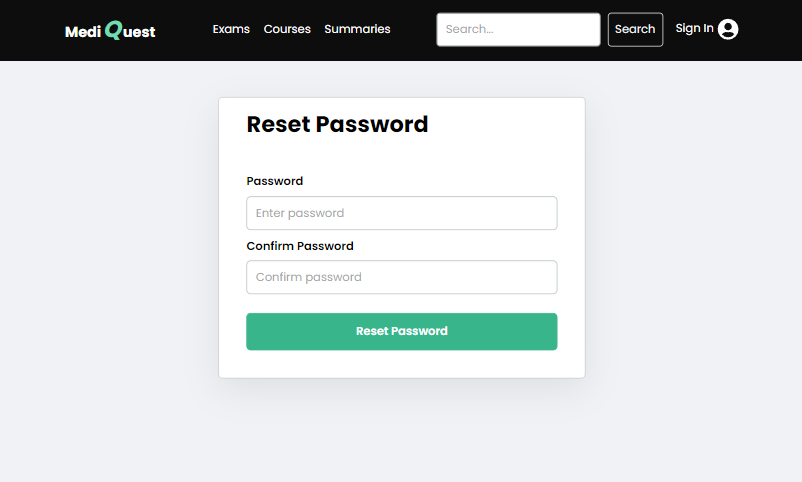 Medi Quest Exams Courses Summaries Search... Search Sign In
Reset Password
Password
Enter password
Confirm Password
Confirm password
Reset Password